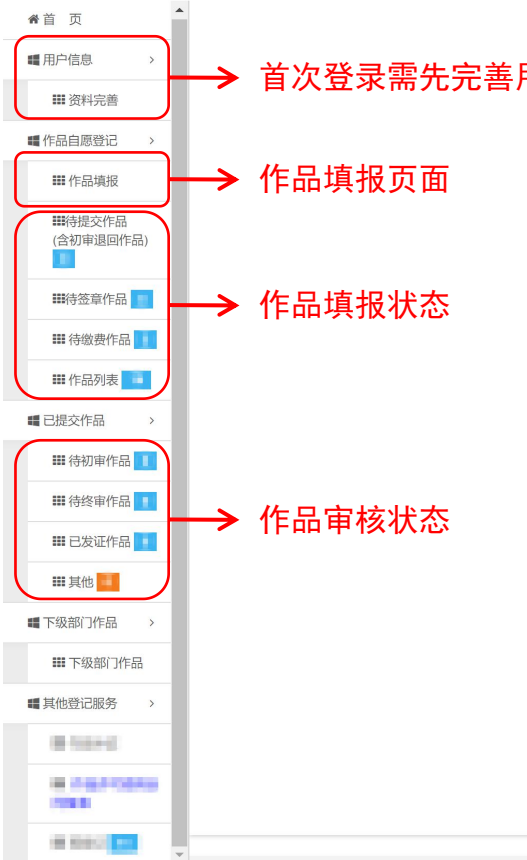 首 页
用户信息
首次登录需先完善
资料完善
作品自愿登记
作品填报
作品填报页面
待提交作品
(含初审退回作品)
待签章作品
作品填报状态
待缴费作品
作品列表
已提交作品
待初审作品
待终审作品
作品审核状态
已发证作品
其他
下级部门作品
下级部门作品
其他登记服务